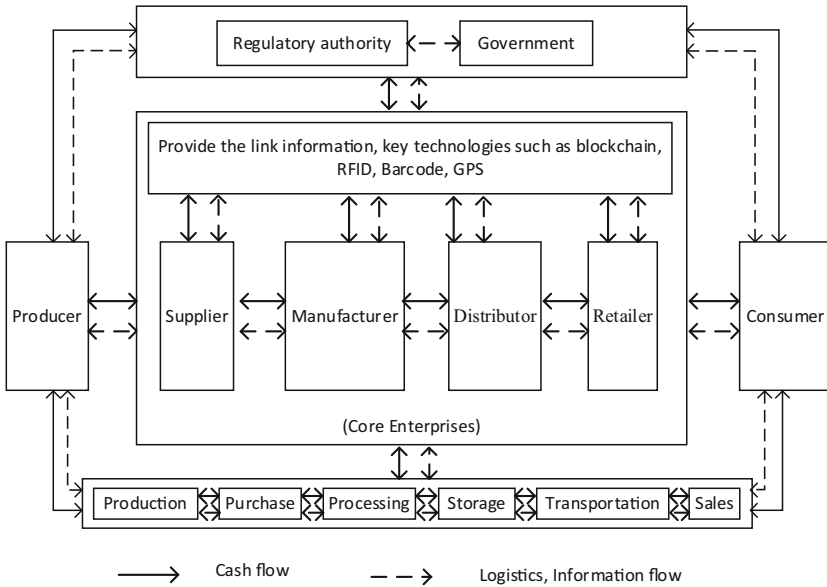 Regulatory authority
Government
Provide the link information, key technologies such as blockchain,
RFID, Barcode, GPS
Producer
Supplier
Manufacturer
Distributor
Retailer
Consumer
(Core Enterprises)
Production
Purchase
Processing
Storage
Transportation
Sales
Cash flow
Logistics, Information flow